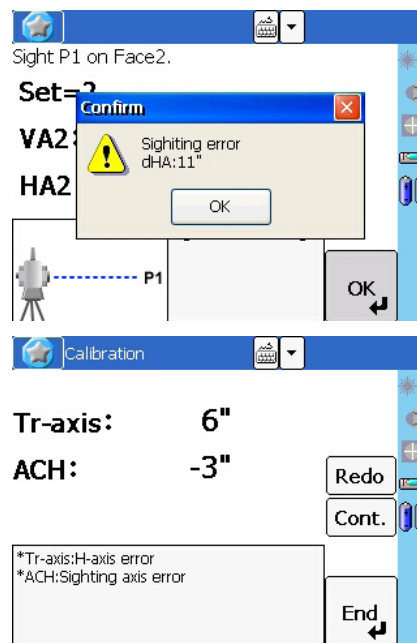 Sight P1 on Face2.
Set=2
Confirm
VA2:
Sighiting error
dHA:11"
HA2
OK
P1
OK
Calibration
Tr-axis: 6"
ACH: -3"
Redo
Cont.
*Tr-axis:H-axis error
*ACH:Sighting axis error
End